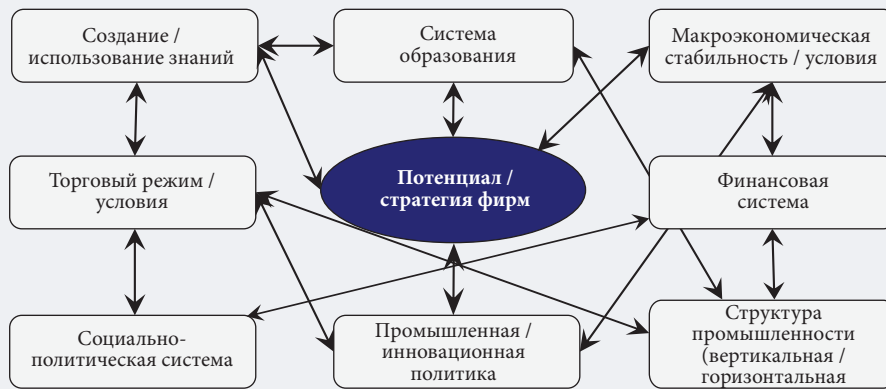 Создание /
использование знаний
Система
образования
Макроэкономическая
стабильность / условия
Торговый режим /
условия
Потенциал /
стратегия фирм
Финансовая
система
Социально-
политическая система
Промышленная /
инновационная
политика
Структура
промышленности
(вертикальная /
горизонтальная